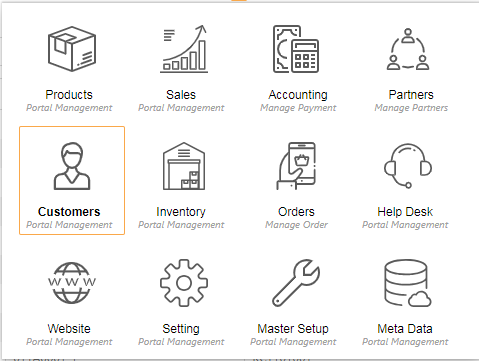 Products Sales Accounting Partners
Portal Management Portal Management Manage Payment Manage Partners
Customers Inventory Orders Help Desk
Portal Management Portal Management Manage Order Portal Management
WWW
Website Setting Master Setup Meta Data
Portal Management Portal Management Portal Management Portal Management